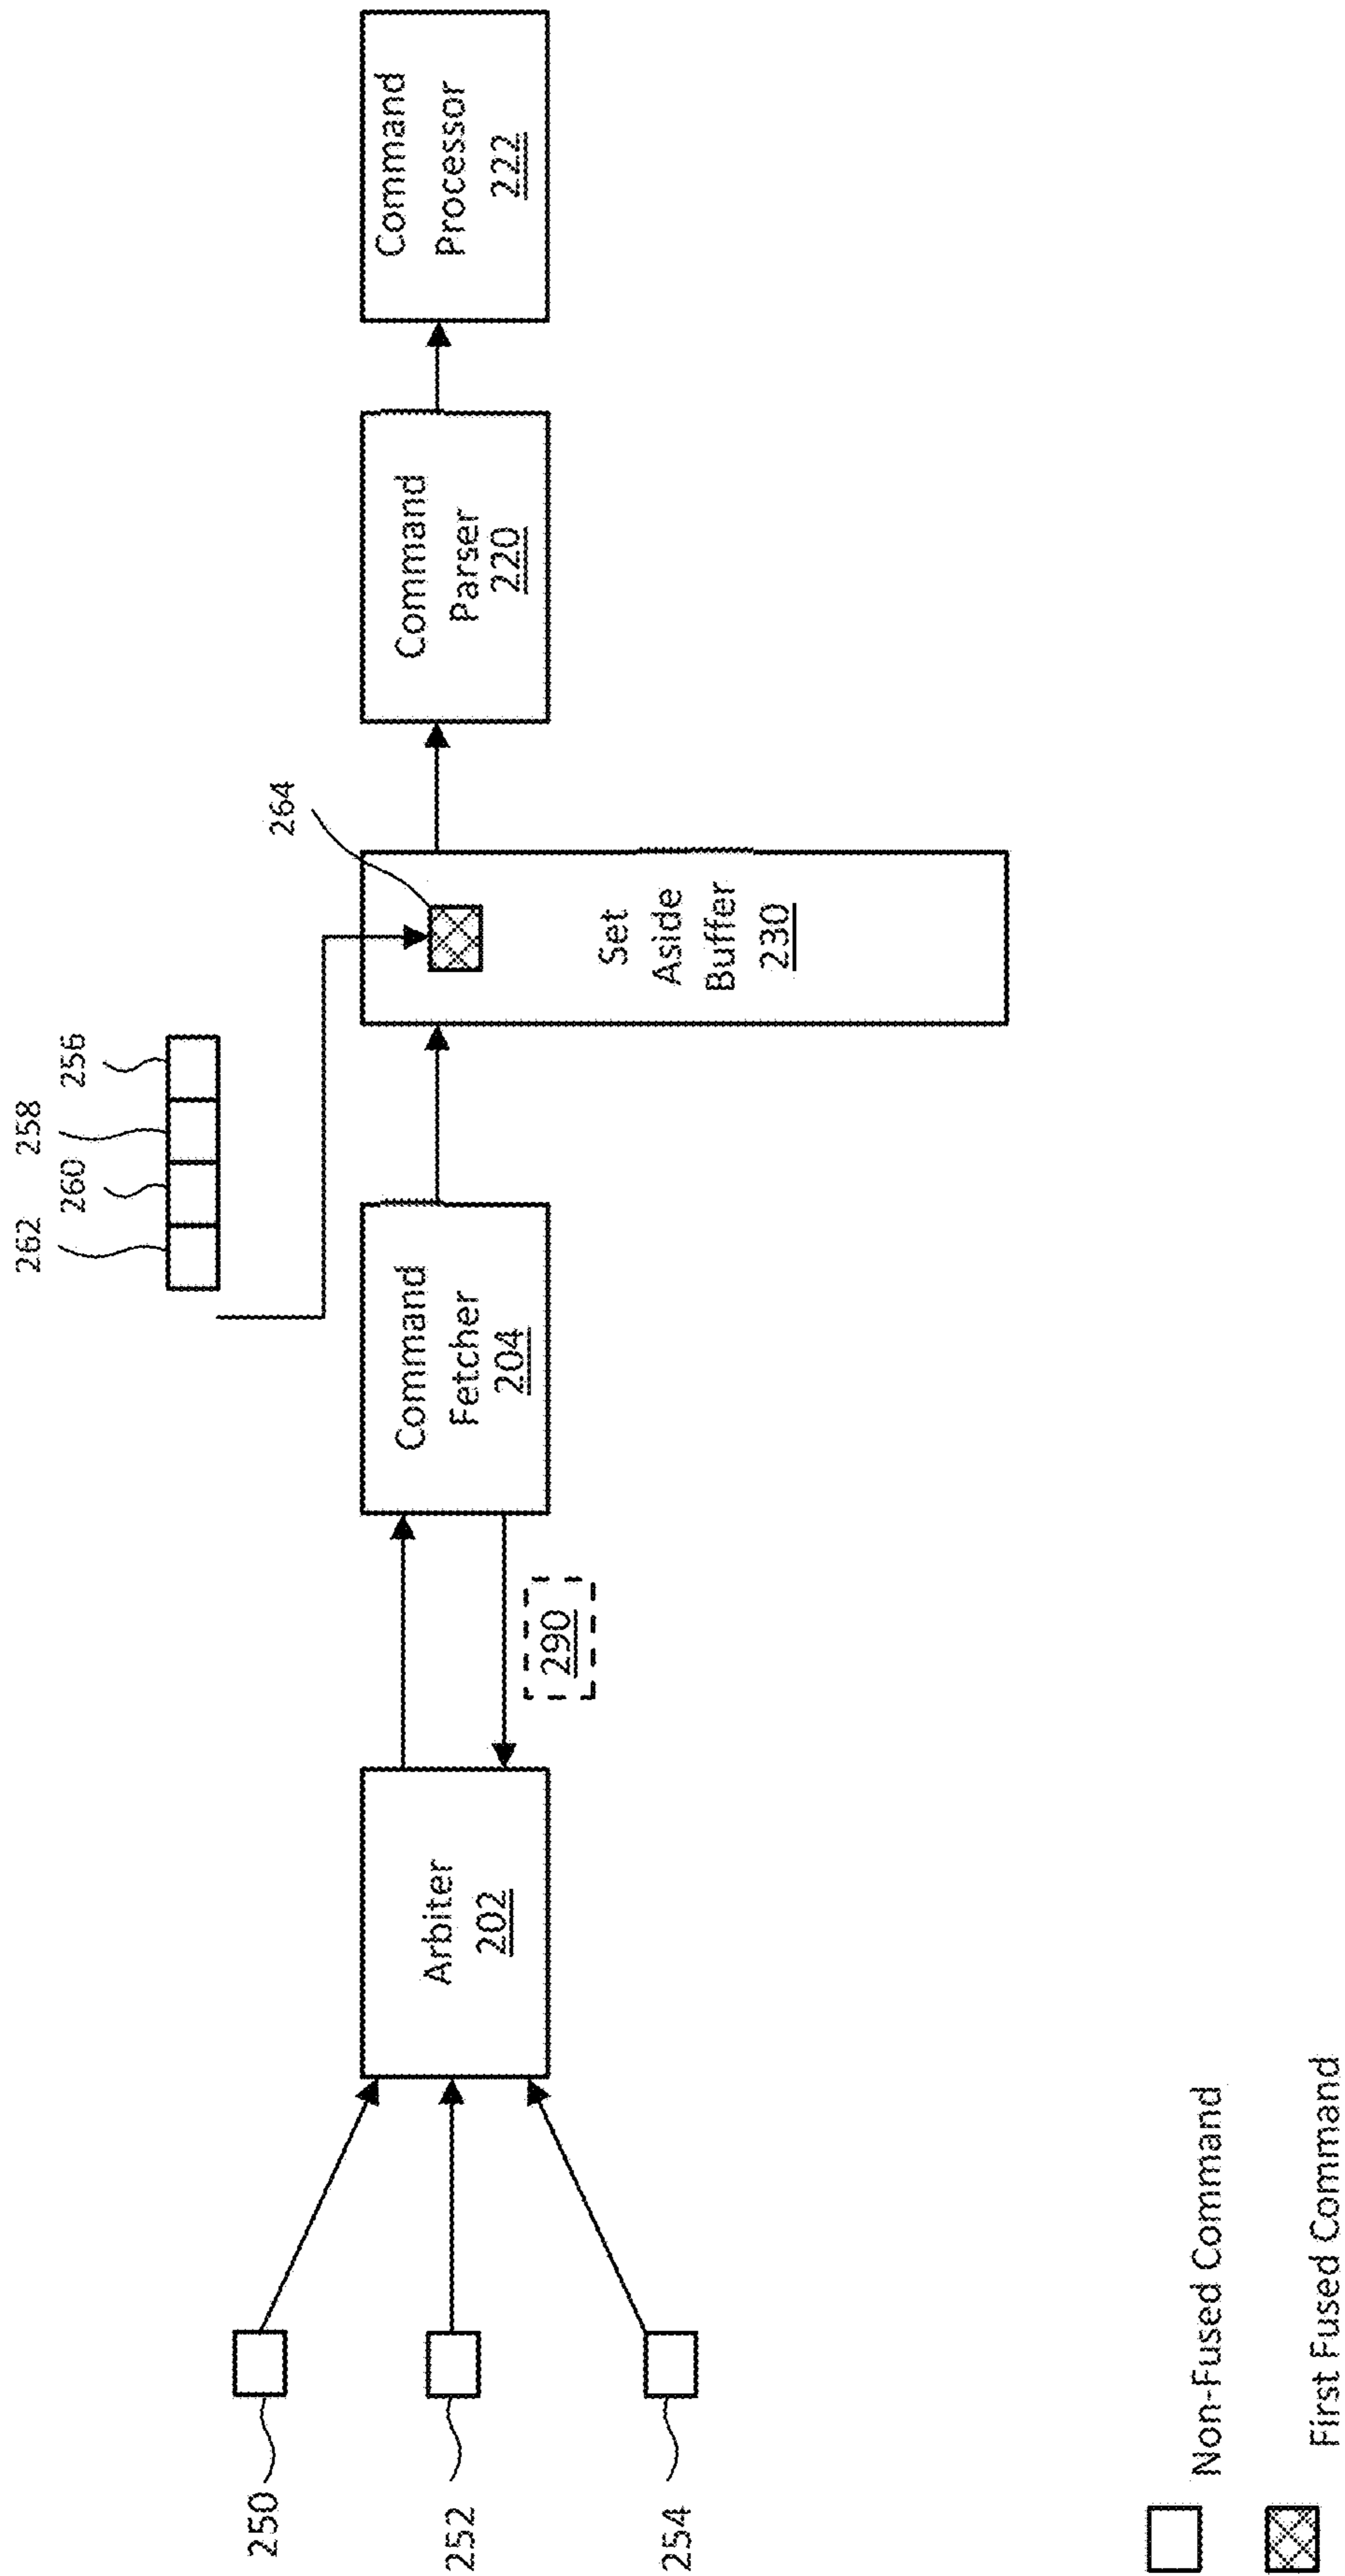 262
258
260
256
264
250
252
254
Arbiter
202
290
Command
Fetcher
204
Set
Aside
Buffer
230
Command
Parser
220
Command
Processor
222
Non-Fused Command
First Fused Command